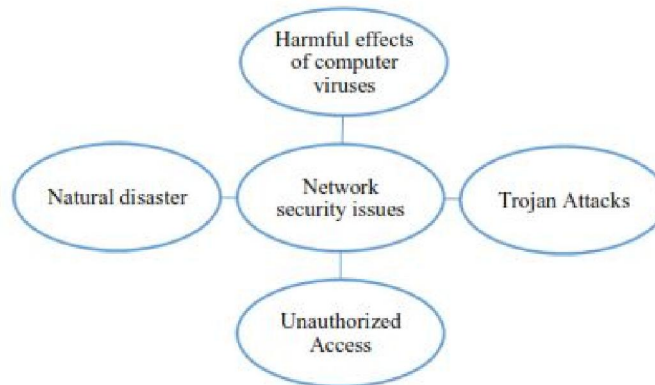 Harmful effects
of computer
viruses
Natural disaster
Network
security issues
Trojan Attacks
Unauthorized
Access